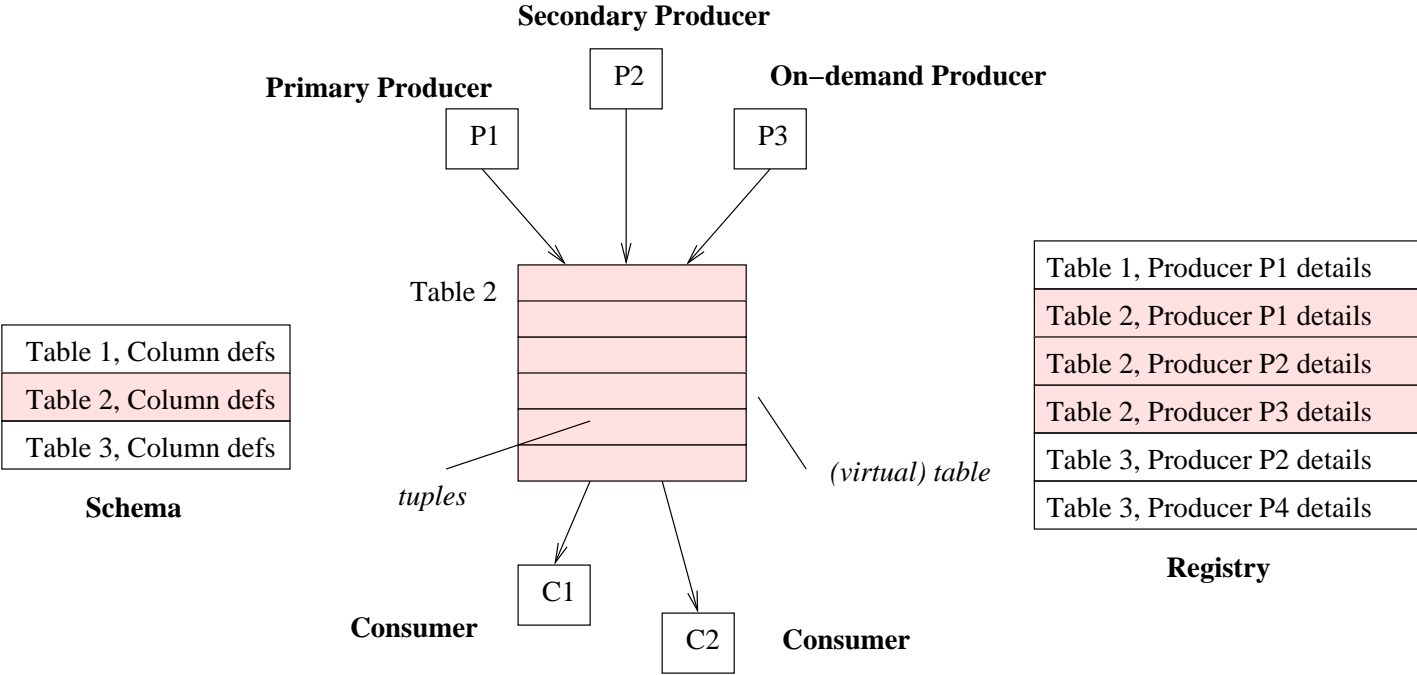 Secondary Producer
Primary Producer
P2
On−demand Producer
P1
P3
Table 2
Table 1, Column defs
Table 2, Column defs
Table 3, Column defs
Schema
tuples
(virtual) table
Table 1, Producer P1 details
Table 2, Producer P1 details
Table 2, Producer P2 details
Table 2, Producer P3 details
Table 3, Producer P2 details
Table 3, Producer P4 details
Registry
C1
Consumer
C2
Consumer